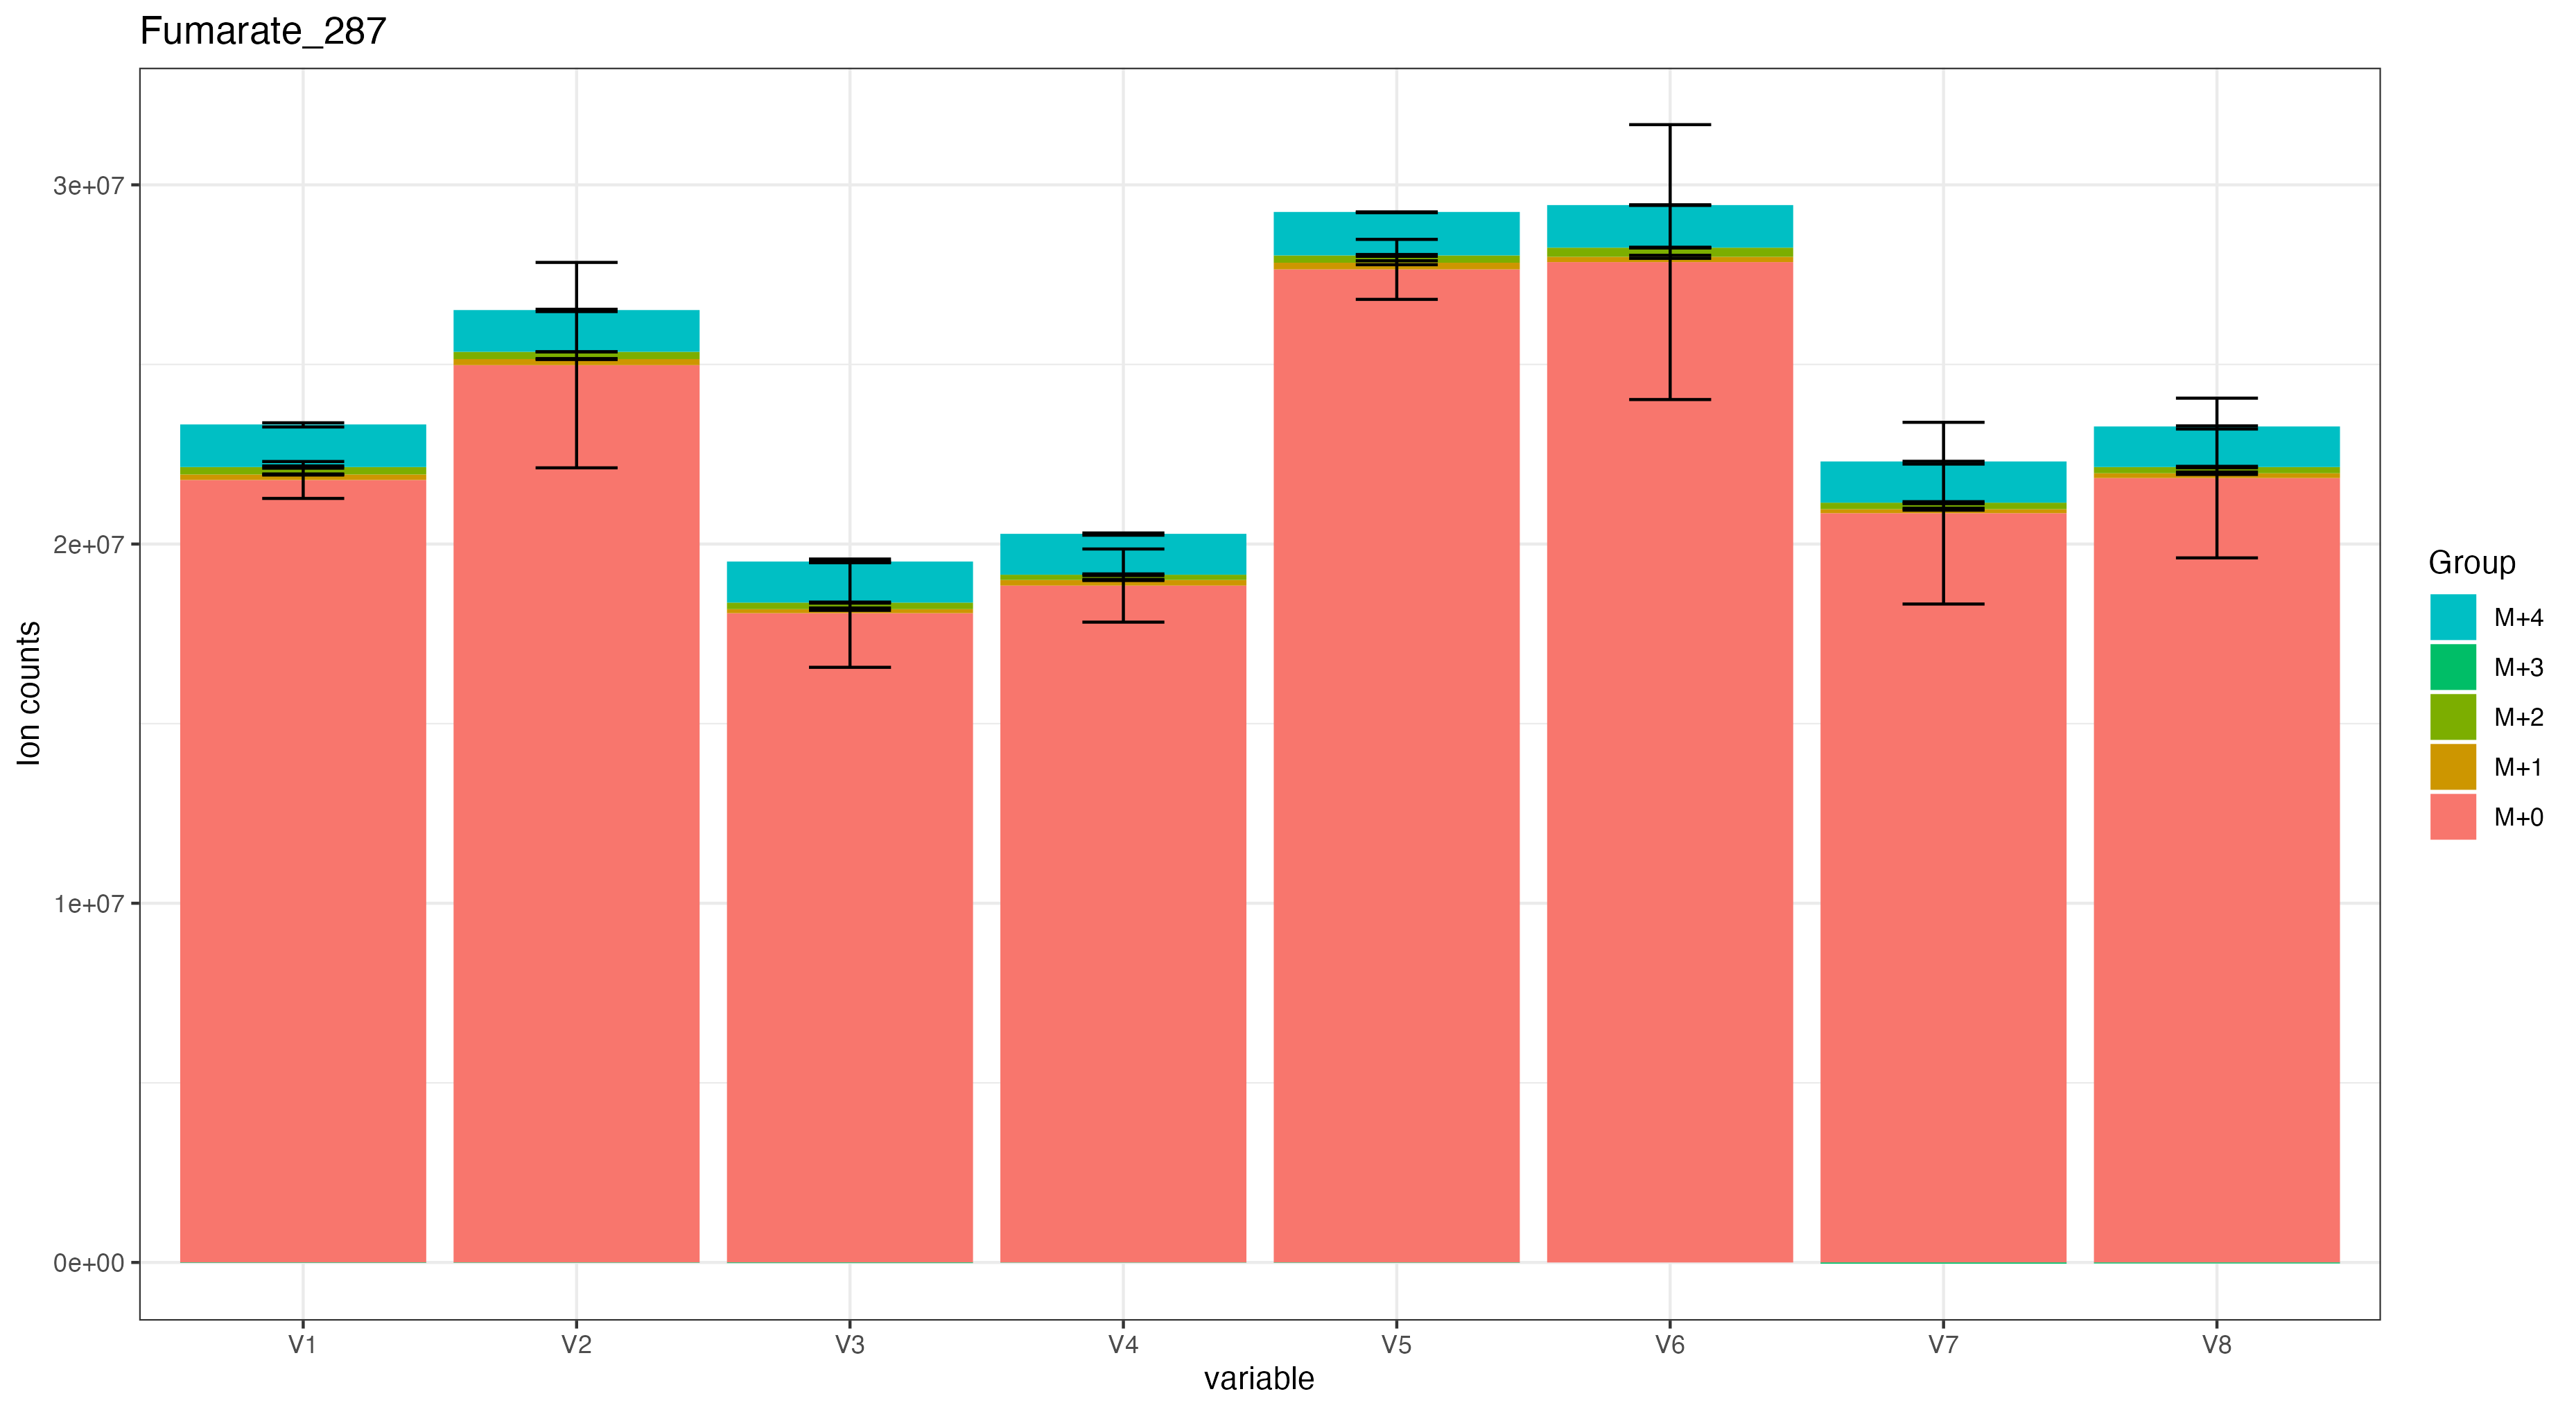 Fumarate_287
Ion counts
3e+07
2e+07
1e+07
0e+00
V1 V2 V3 V4 V5 V6 V7 V8
variable
Group
M+4
M+3
M+2
M+1
M+0